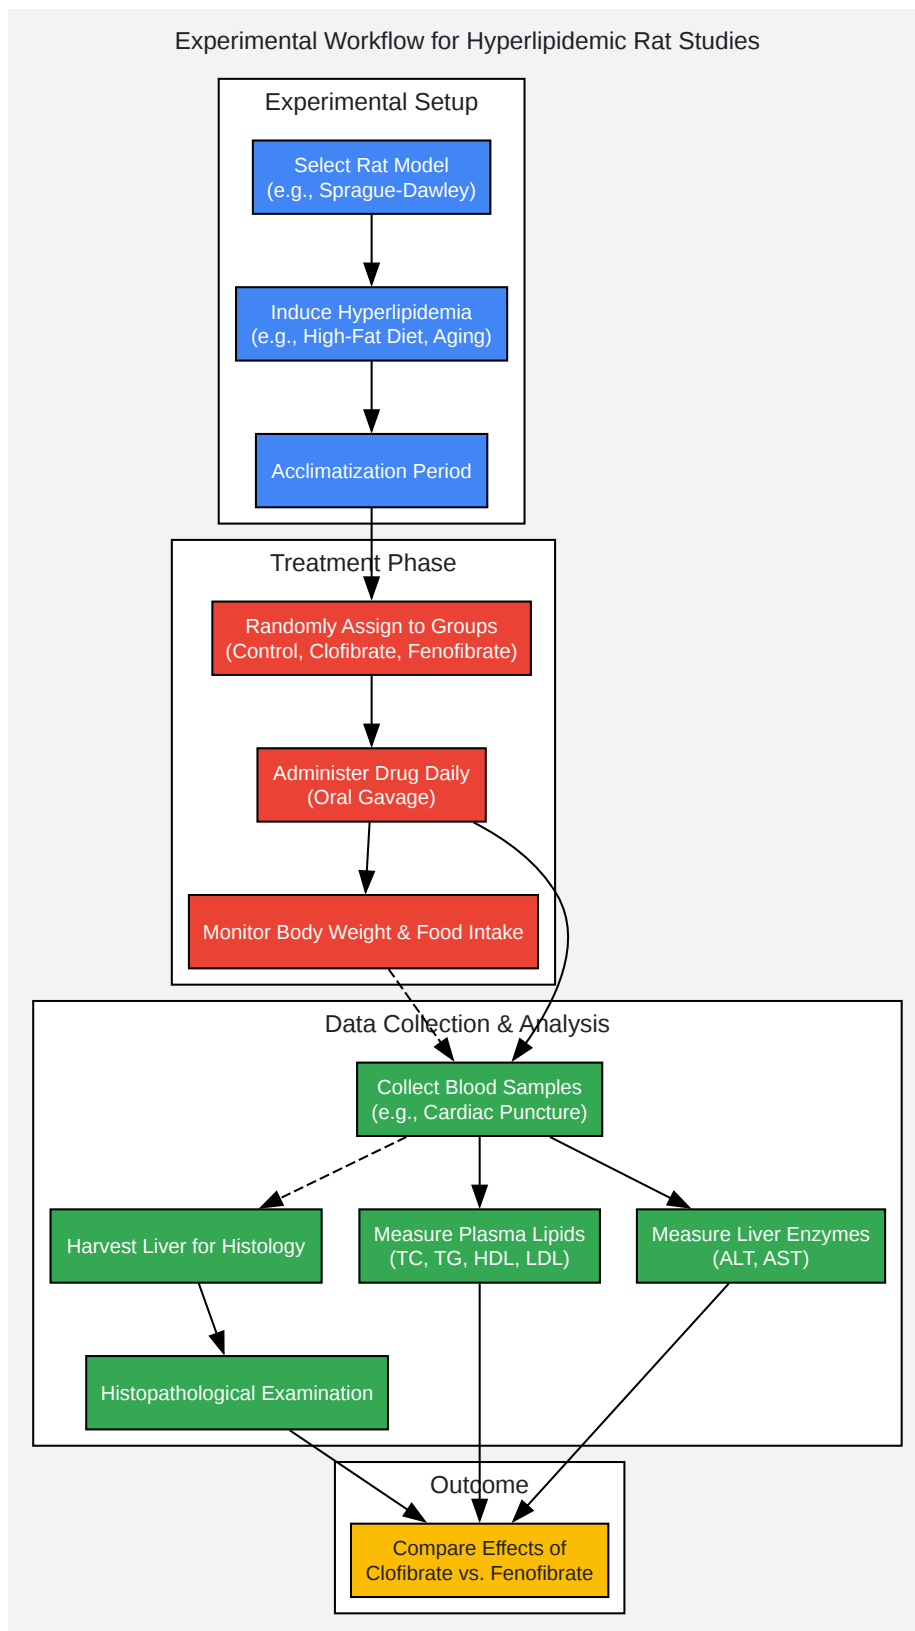 Experimental Workflow for Hyperlipidemic Rat Studies
Experimental Setup
Select Rat Model
(e.g., Sprague-Dawley)
Induce Hyperlipidemia
(e.g., High-Fat Diet, Aging)
Acclimatization Period
Treatment Phase
Randomly Assign to Groups
(Control, Clofibrate, Fenofibrate)
Administer Drug Daily
(Oral Gavage)
Monitor Body Weight & Food Intake
Data Collection & Analysis
Collect Blood Samples
(e.g., Cardiac Puncture)
Harvest Liver for Histology
Measure Plasma Lipids
(TC, TG, HDL, LDL)
Measure Liver Enzymes
(ALT, AST)
Histopathological Examination
Outcome
Compare Effects of
Clofibrate vs. Fenofibrate